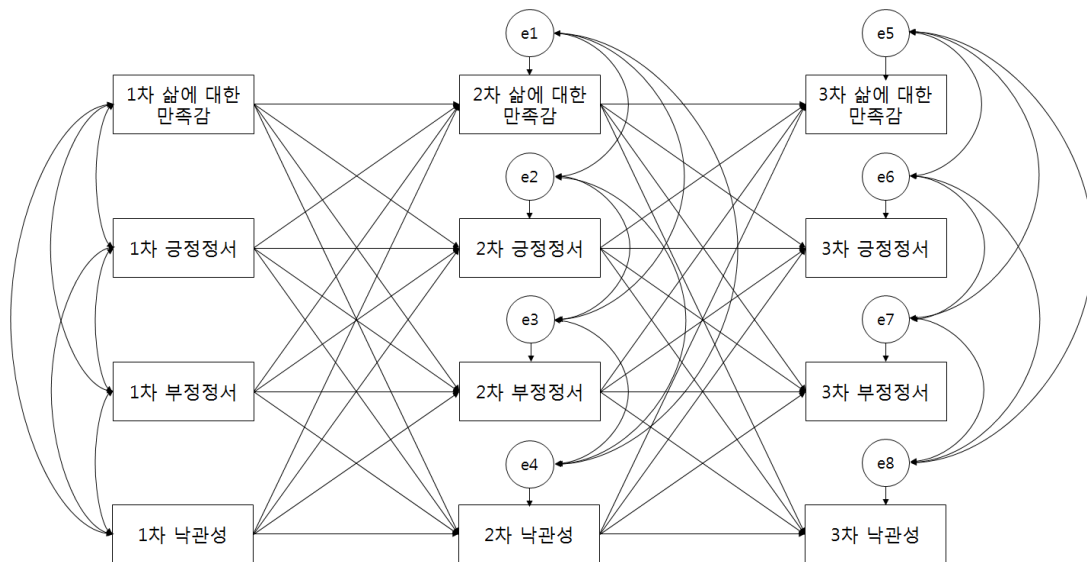 e1
e5
1차 삶에 대한
만족감
2차 삶에 대한
만족감
3차 삶에 대한
만족감
e2
e6
1차 긍정정서
2차 긍정정서
3차 긍정정서
e3
e7
1차 부정정서
2차 부정정서
3차 부정정서
e4
e8
1차 낙관성
2차 낙관성
3차 낙관성